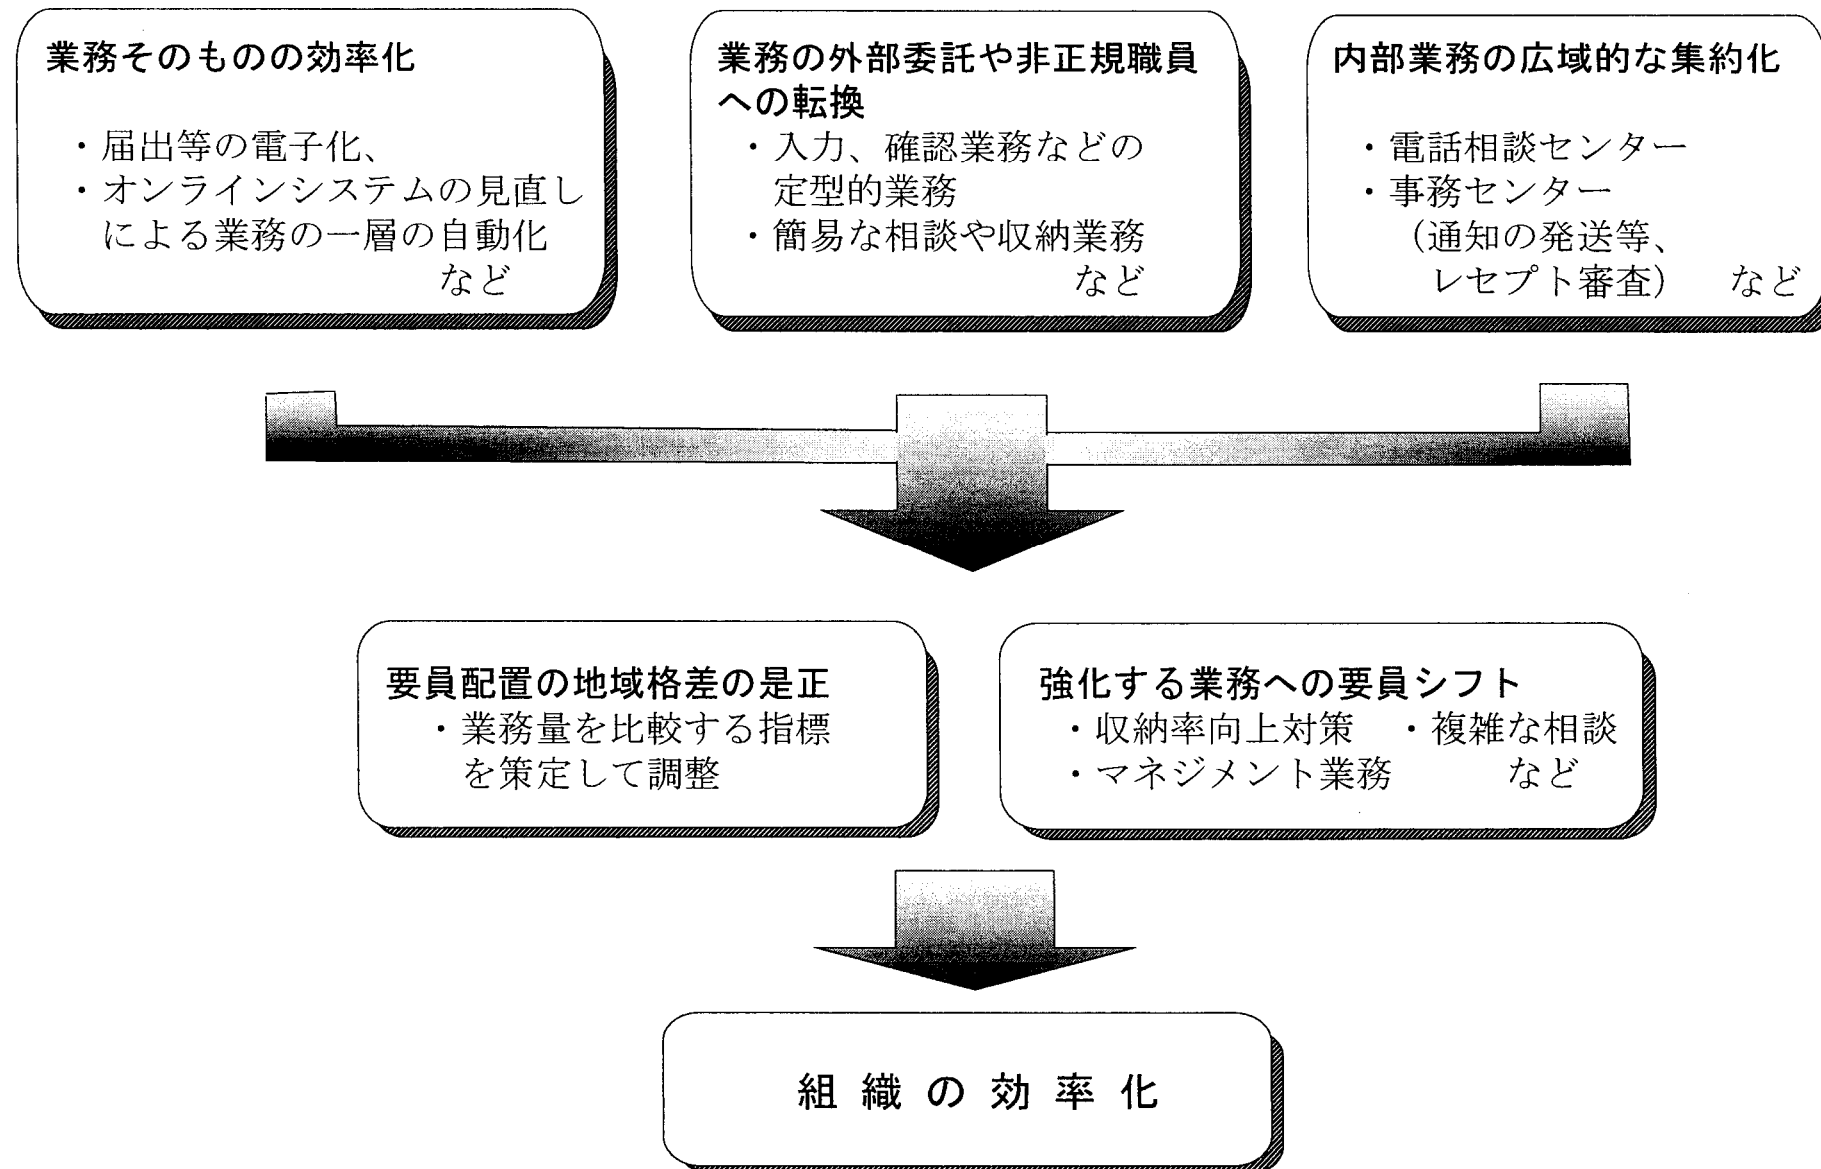 業務そのものの効率化
・届出等の電子化、
・オンラインシステムの見直し
による業務の一層の自動化
など
業務の外部委託や非正規職員
への転換
・入力、確認業務などの
定型的業務
・簡易な相談や収納業務
など
内部業務の広域的な集約化
・電話相談センター
・事務センター
（通知の発送等、
レセプト審査） など
要員配置の地域格差の是正
・業務量を比較する指標
を策定して調整
強化する業務への要員シフト
・収納率向上対策 ・複雑な相談
・マネジメント業務 など
組織の効率化